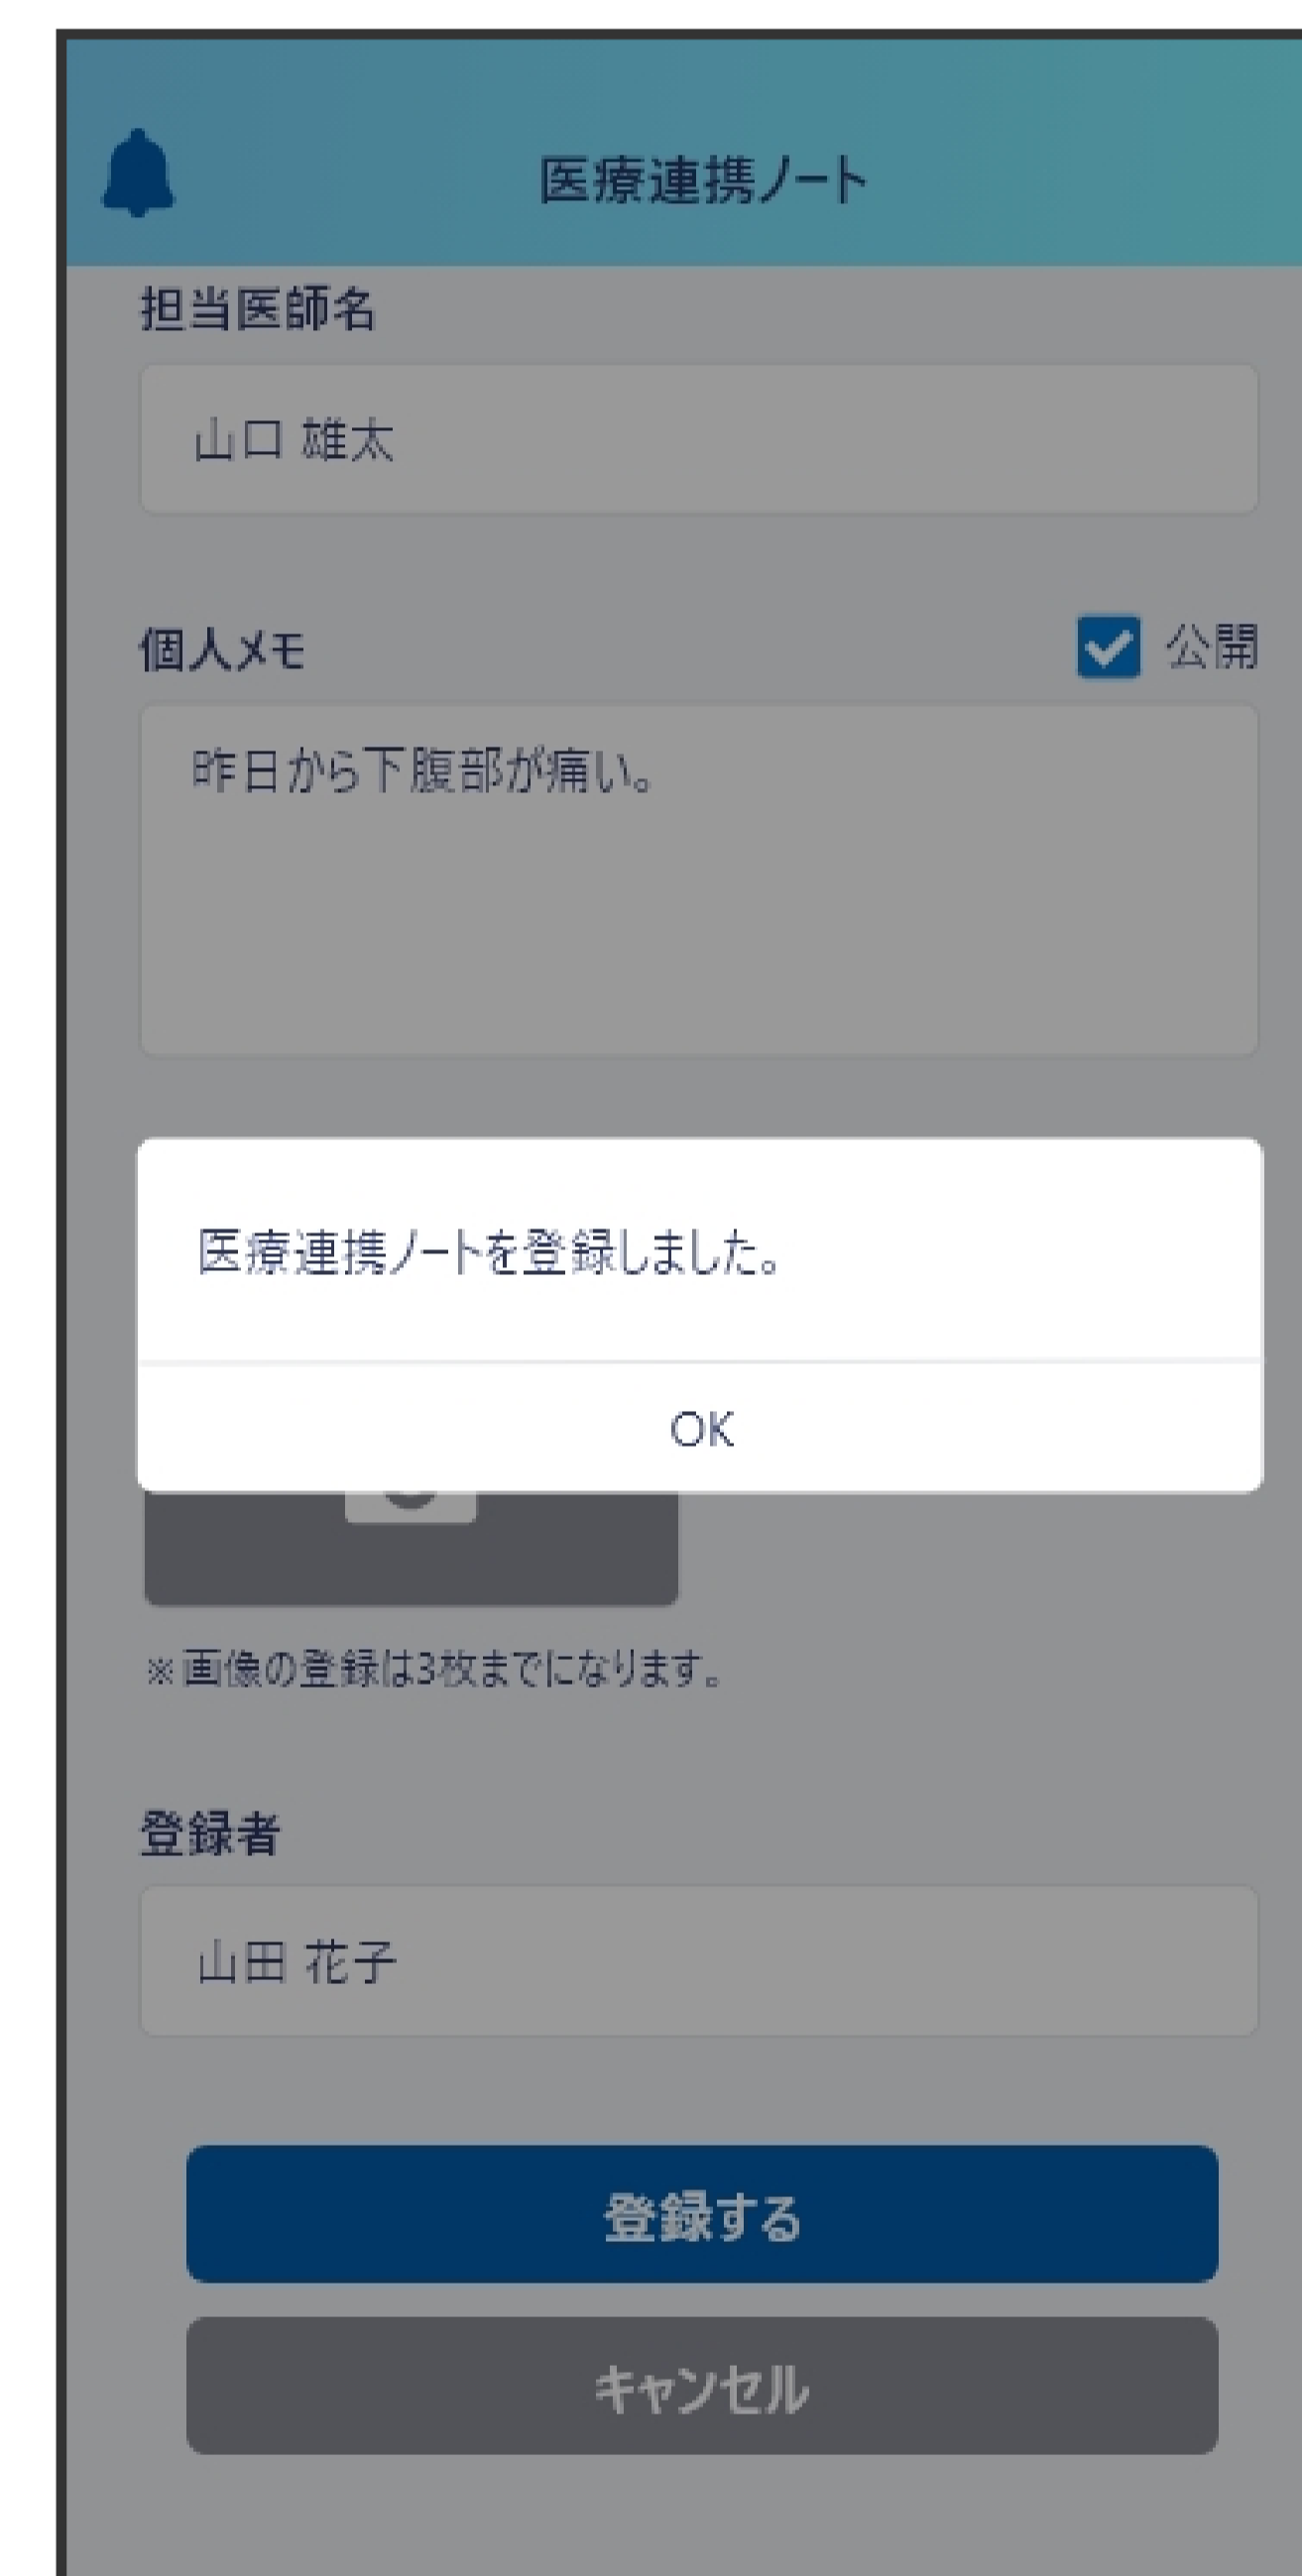 医療連携ノート
担当医師名
山口 雄太
個人メモ
公開
昨日から下腹部が痛い。
医療連携ノートを登録しました。
OK
※画像の登録は3枚までになります。
登録者
山田 花子
登録する
キャンセル